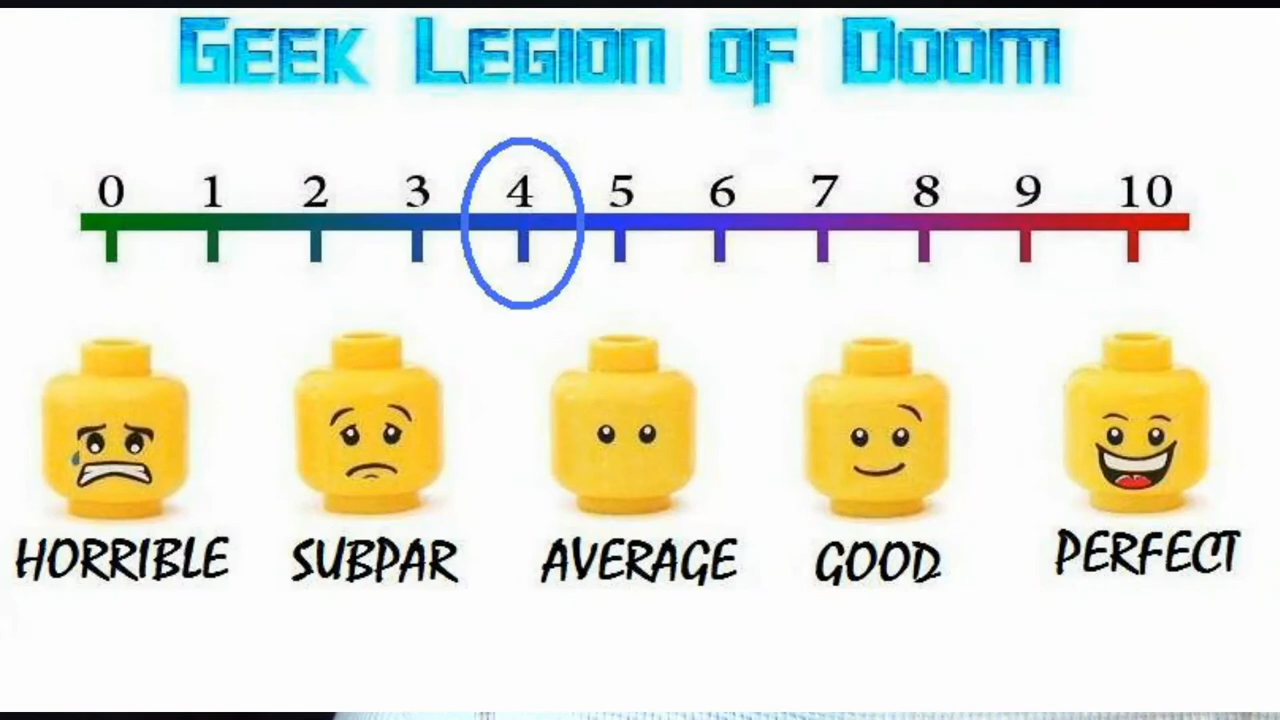 Geek Legion of Doom
0 1 2 3 4 5 6 7 8 9 10
HORRIBLE SUBPAR AVERAGE GOOD PERFECT